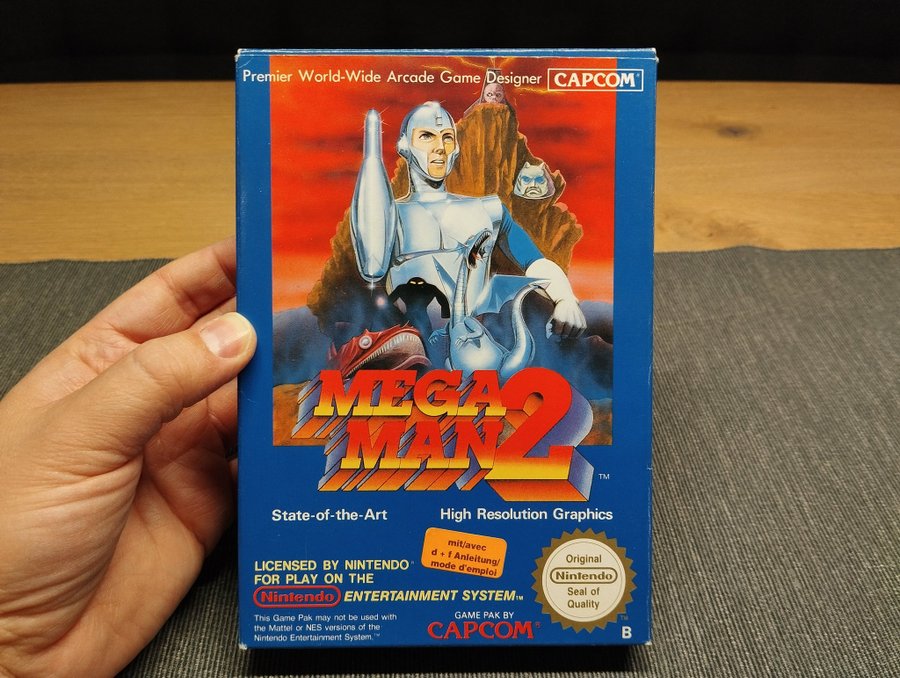 Premier World-Wide Arcade Game Designer CAPCOM®
MEGA
MAN 2
TM
State-of-the-Art High Resolution Graphics
mit/avec
d + f Anleitung/
mode d'emploi
LICENSED BY NINTENDO®
FOR PLAY ON THE
Nintendo ENTERTAINMENT SYSTEM™
This Game Pak may not be used with
the Mattel or NES versions of the
Nintendo Entertainment System.™
GAME PAK BY
CAPCOM®
Original
Nintendo
Seal of
Quality
TM
B